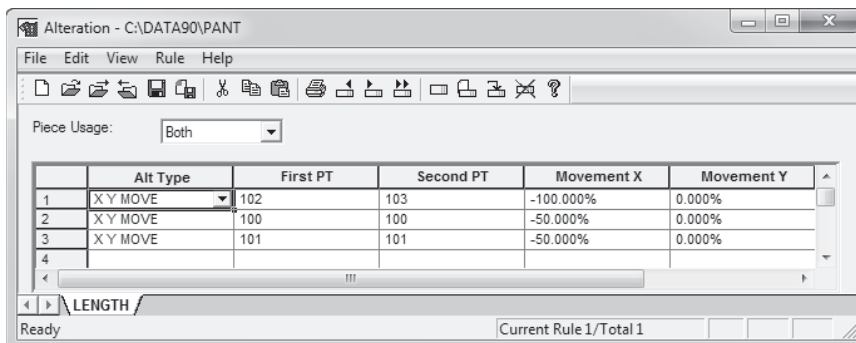 Alteration - C:\DATA90\PANT
File Edit View Rule Help
Piece Usage: Both
Alt Type First PT Second PT Movement X Movement Y
1 X Y MOVE 102 103 -100.000% 0.000%
2 X Y MOVE 100 100 -50.000% 0.000%
3 X Y MOVE 101 101 -50.000% 0.000%
4
LENGTH
Ready Current Rule 1/Total 1